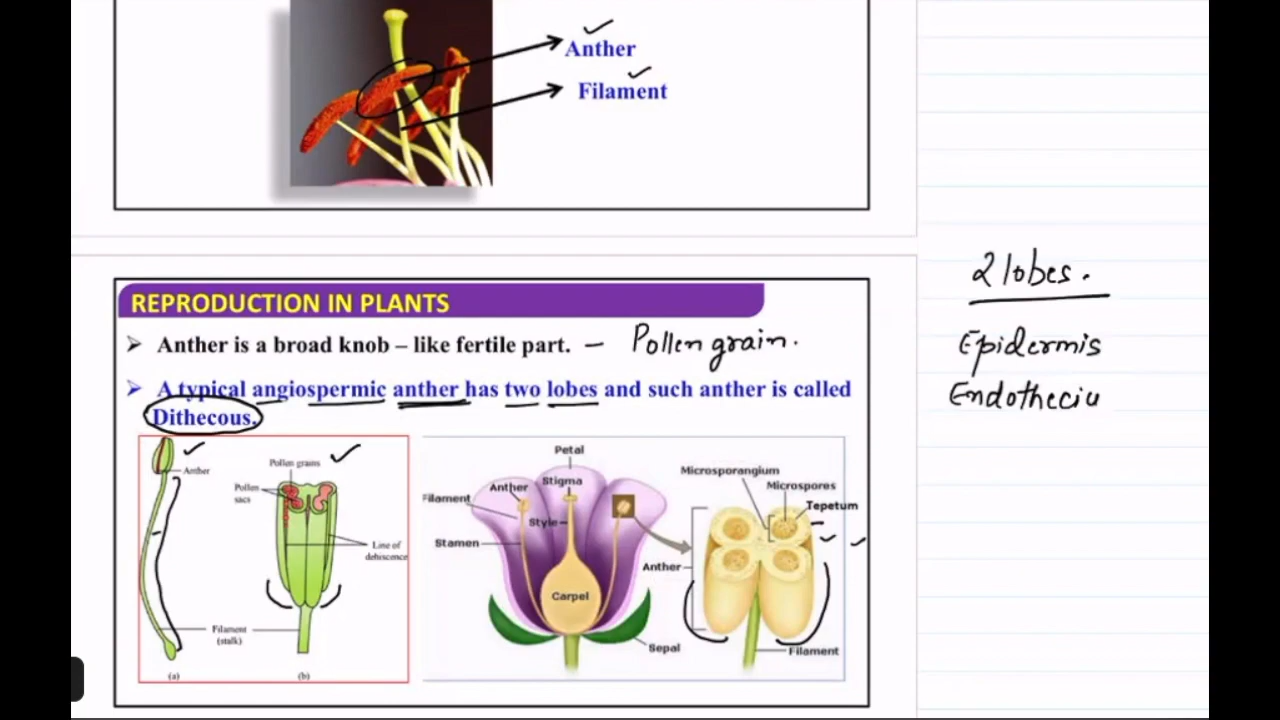 Anther
Filament
REPRODUCTION IN PLANTS
➢ Anther is a broad knob – like fertile part. – Pollen grain.
➢ A typical angiospermic anther has two lobes and such anther is called
Dithecous.
Anther
Pollen grains
Pollen
sacs
Line of
dehiscence
Filament
(stalk)
(a)
(b)
Petal
Anther
Stigma
Filament
Style
Stamen
Carpel
Sepal
Microsporangium
Microspores
Tepetum
Anther
Filament
2 lobes.
Epidermis
Endotheciu